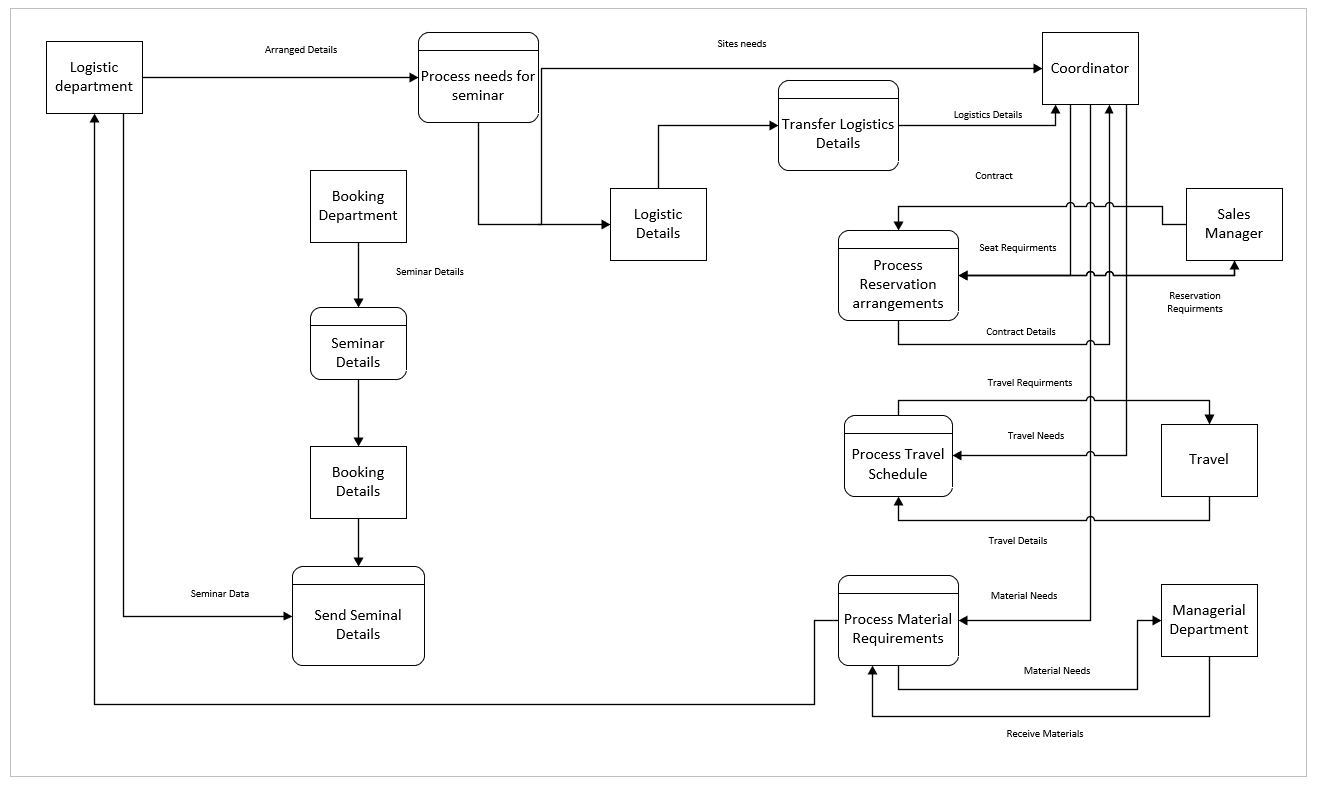 Arranged Details
Sites needs
Logistic
department
Process needs for
seminar
Coordinator
Transfer Logistics
Details
Logistics Details
Contract
Booking
Department
Logistic
Details
Sales
Manager
Seat Requirments
Seminar Details
Process
Reservation
arrangements
Reservation
Requirments
Contract Details
Seminar
Details
Travel Requirments
Travel Needs
Process Travel
Schedule
Travel
Booking
Details
Travel Details
Seminar Data
Send Seminal
Details
Material Needs
Process Material
Requirements
Managerial
Department
Material Needs
Receive Materials